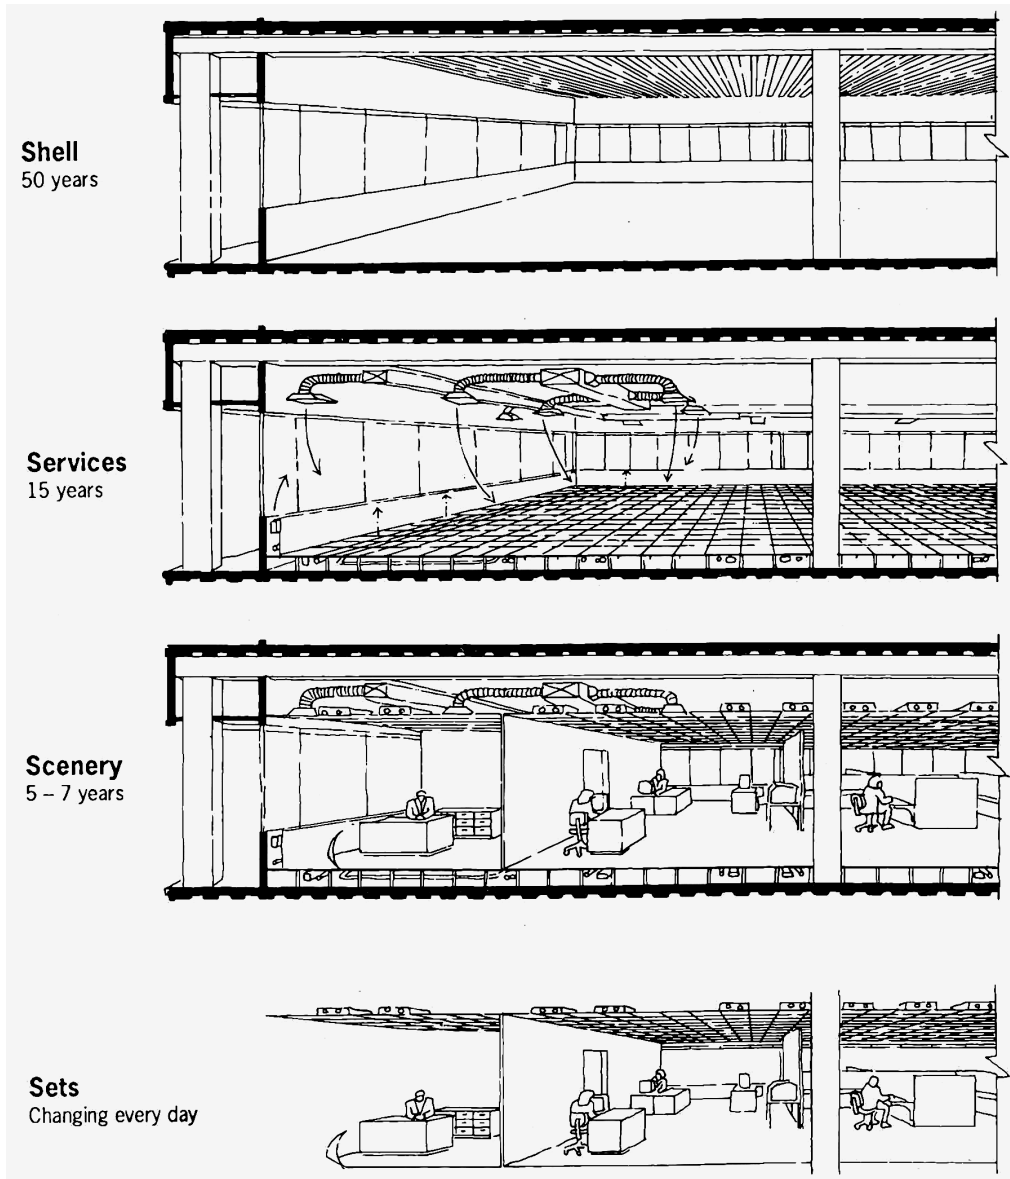 Shell
50 years
Services
15 years
Scenery
5 – 7 years
Sets
Changing every day